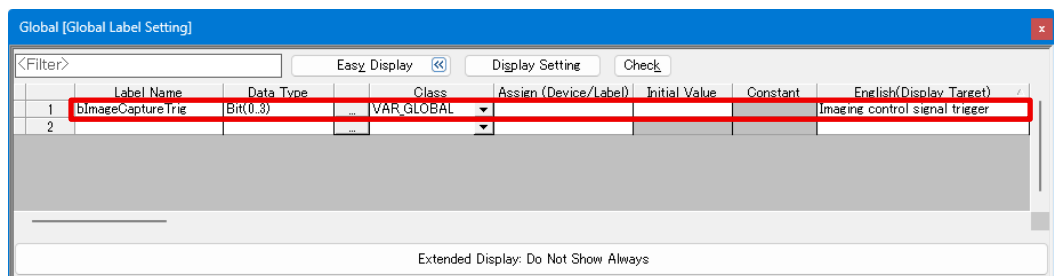 Global [Global Label Setting]
x
<Filter> Easy Display Display Setting Check
Label Name Data Type Class Assign (Device/Label) Initial Value Constant English(Display Target)
1 bImageCaptureTrig Bit(0..3) ... VAR_GLOBAL Imaging control signal trigger
2 ...
Extended Display: Do Not Show Always